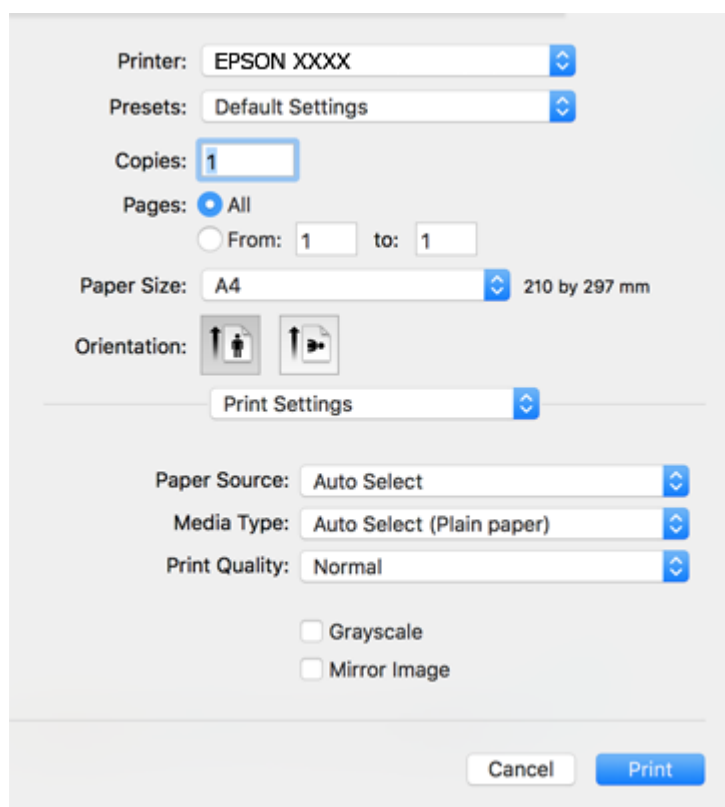 Printer: EPSON XXXX
Presets: Default Settings
Copies: 1
Pages: All
From: 1 to: 1
Paper Size: A4 210 by 297 mm
Orientation:
Print Settings
Paper Source: Auto Select
Media Type: Auto Select (Plain paper)
Print Quality: Normal
Grayscale
Mirror Image
Cancel Print